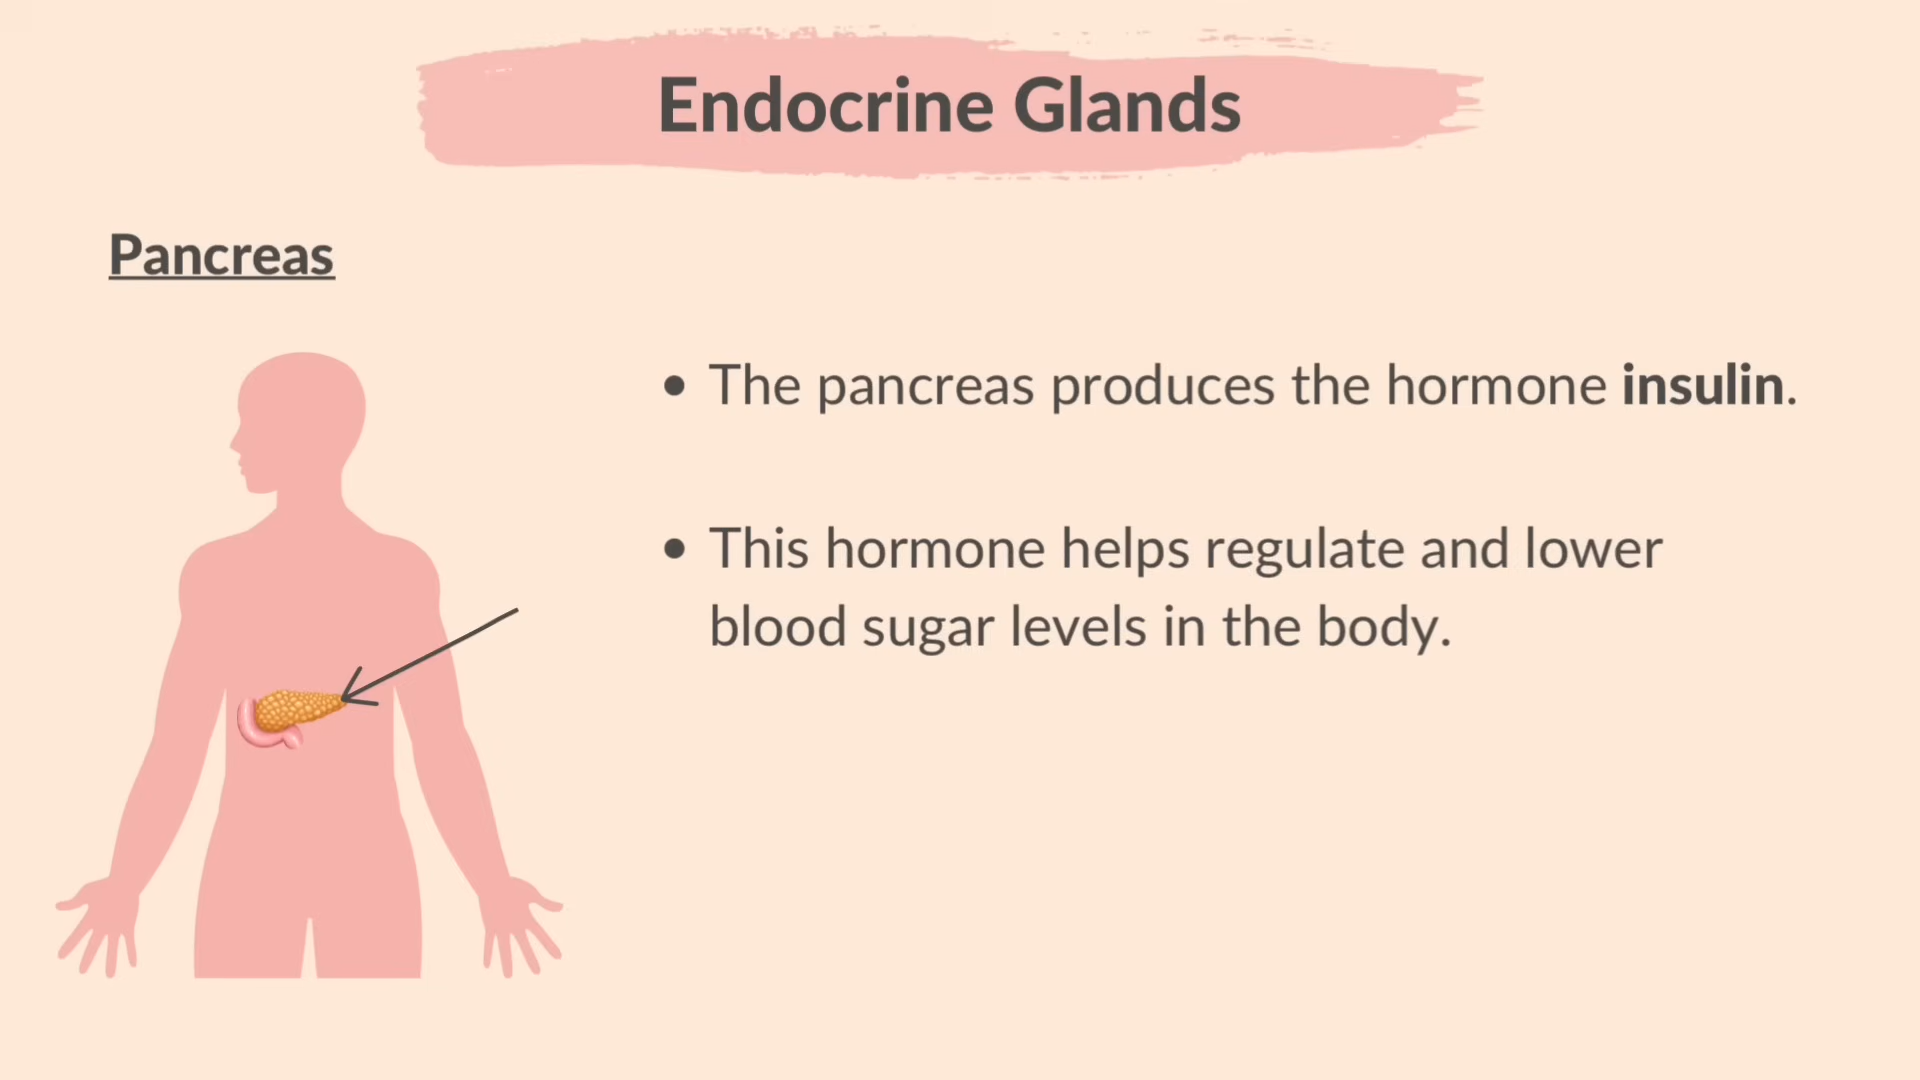 Endocrine Glands
Pancreas
• The pancreas produces the hormone insulin.
• This hormone helps regulate and lower
blood sugar levels in the body.